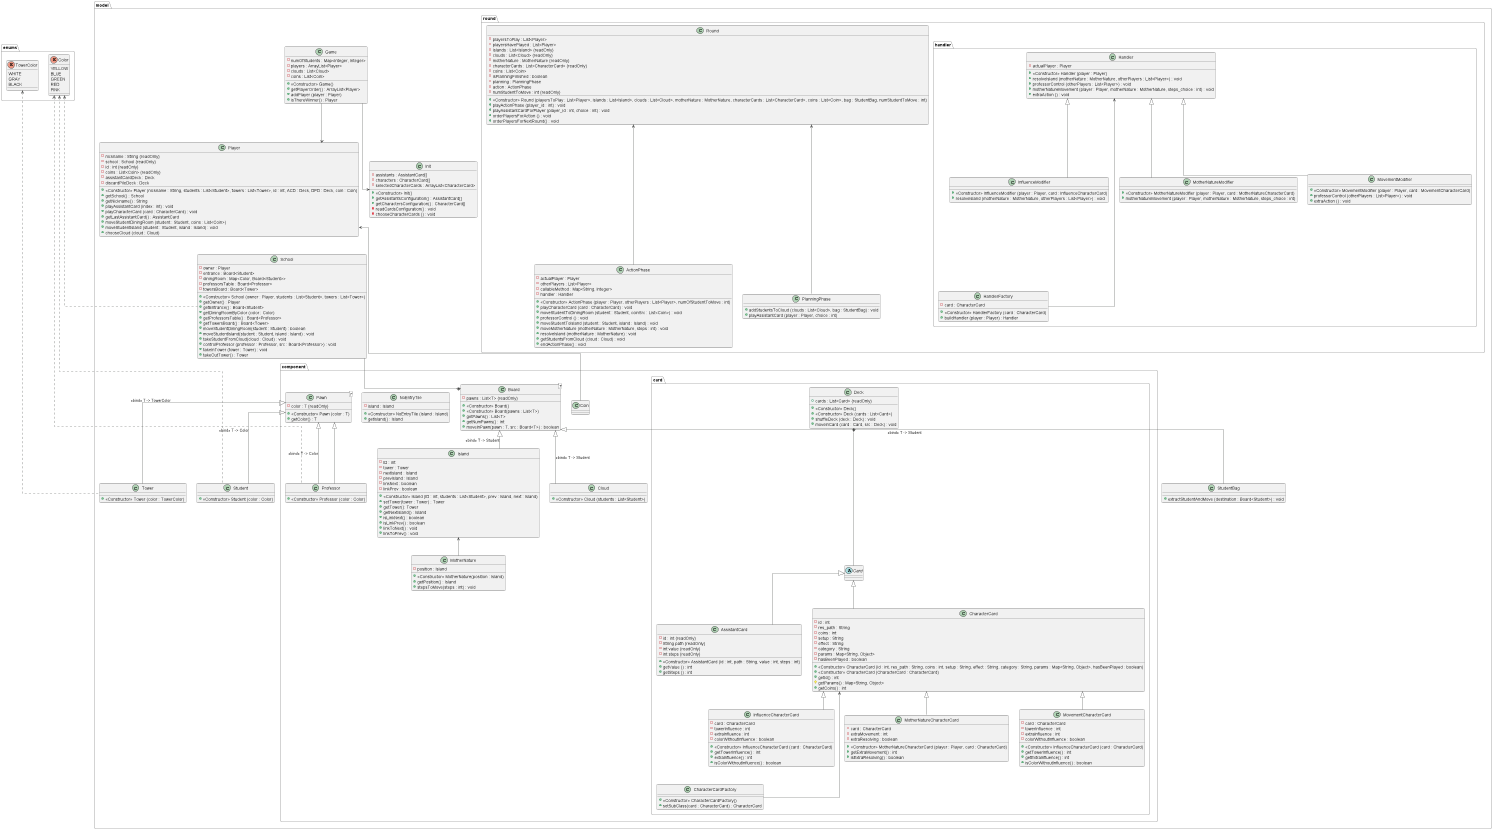 model
enums
TowerColor
WHITE
GRAY
BLACK
Color
YELLOW
BLUE
GREEN
RED
PINK
Game
numOfStudents : Map<Integer, Integer>
players : ArrayList<Player>
clouds : List<Cloud>
coins : List<Coin>
«Constructor» Game()
getPlayerOrder() : ArrayList<Player>
addPlayer (player : Player)
isThereWinner() : Player
Player
nickname : String {readOnly}
school : School {readOnly}
id : int {readOnly}
coins : List<Coin> {readOnly}
assistantCardDeck : Deck
discardPileDeck : Deck
«Constructor» Player (nickname : String, students : List<Student>, towers : List<Tower>, id : int, ACD : Deck, DPD : Deck, coin : Coin)
getSchool() : School
getNickname() : String
playAssistantCard (index : int) : void
playCharacterCard (card : CharacterCard) : void
getLastAssistantCard() : AssistantCard
moveStudentDiningRoom (student : Student, coins : List<Coin>)
moveStudentIsland (student : Student, island : Island) : void
chooseCloud (cloud : Cloud)
Init
assistants : AssistantCard[]
characters : CharacterCard[]
selectedCharacterCards : ArrayList<CharacterCard>
«Constructor» Init()
getAssistantsConfiguration() : AssistantCard[]
getCharactersConfiguration() : CharacterCard[]
readCardsConfiguration() : void
chooseCharacterCards () : void
School
owner : Player
entrance : Board<Student>
diningRoom : Map<Color, Board<Student>>
professorsTable : Board<Professor>
towersBoard : Board<Tower>
«Constructor» School (owner : Player, students : List<Student>, towers : List<Tower>)
getOwner() : Player
getEntrance() : Board<Student>
getDiningRoomByColor (color : Color)
getProfessorsTable() : Board<Professor>
getTowersBoard() : Board<Tower>
moveStudentDiningRoom(student : Student) : boolean
moveStudentIsland(student : Student, island : Island) : void
takeStudentFromCloud(cloud : Cloud) : void
controlProfessor (professor : Professor, src : Board<Professor>) : void
takeInTower (tower : Tower) : void
takeOutTower() : Tower
round
Round
playersToPlay : List<Player>
playersHavePlayed : List<Player>
islands : List<Island> {readOnly}
clouds : List<Cloud> {readOnly}
motherNature : MotherNature {readOnly}
characterCards : List<CharacterCard> {readOnly}
coins : List<Coin>
isPlanningFinished : boolean
planning : PlanningPhase
action : ActionPhase
numStudentToMove : int {readOnly}
«Constructor» Round (playersToPlay : List<Player>, islands : List<Island>, clouds : List<Cloud>, motherNature : MotherNature, characterCards : List<CharacterCard>, coins : List<Coin>, bag : StudentBag, numStudentToMove : int)
playActionPhase (player_id : int) : void
playAssistantCardForPlayer (player_id : int, choice : int) : void
orderPlayersForAction () : void
orderPlayersForNextRound() : void
ActionPhase
actualPlayer : Player
otherPlayers : List<Player>
callableMethod : Map<String, Integer>
handler : Handler
«Constructor» ActionPhase (player : Player, otherPlayers : List<Player>, numOfStudentToMove : int)
playCharacterCard (card : CharacterCard) : void
moveStudentToDiningRoom (student : Student, coinSrc : List<Coin>) : void
professorControl () : void
moveStudentToIsland (student : Student, island : Island) : void
moveMotherNature (motherNature : MotherNature, steps : int) : void
resolveIsland (motherNature : MotherNature) : void
getStudentsFromCloud (cloud : Cloud) : void
endActionPhase() : void
PlanningPhase
addStudentsToCloud (clouds : List<Cloud>, bag : StudentBag) : void
playAssistantCard (player : Player, choice : int)
handler
Handler
actualPlayer : Player
«Constructor» Handler (player : Player)
resolveIsland (motherNature : MotherNature, otherPlayers : List<Player>) : void
professorControl (otherPlayers : List<Player>) : void
motherNatureMovement (player : Player, motherNature : MotherNature, steps_choice : int) : void
extraAction () : void
InfluenceModifier
«Constructor» InfluenceModifier (player : Player, card : InfluenceCharacterCard)
resolveIsland (motherNature : MotherNature, otherPlayers : List<Player>) : void
MotherNatureModifier
«Constructor» MotherNatureModifier (player : Player, card : MotherNatureCharacterCard)
motherNatureMovement (player : Player, motherNature : MotherNature, steps_choice : int)
MovementModifier
«Constructor» MovementModifier (player : Player, card : MovementCharacterCard)
professorControl (otherPlayers : List<Player>) : void
extraAction () : void
HandlerFactory
card : CharacterCard
«Constructor» HandlerFactory (card : CharacterCard)
buildHandler (player : Player) : Handler
component
Pawn
T
color : T {readOnly}
«Constructor» Pawn (color : T)
getColor() : T
NoEntryTile
island : Island
«Constructor» NoEntryTile (island : Island)
getIsland() : Island
Board
T
pawns : List<T> {readOnly}
«Constructor» Board()
«Constructor» Board(pawns : List<T>)
getPawns() : List<T>
getNumPawns() : int
moveInPawn(pawn : T, src : Board<T>) : boolean
Coin
«bind» T -> TowerColor
«bind» T -> Color
«bind» T -> Color
«bind» T -> Student
«bind» T -> Student
«bind» T -> Student
Island
ID : int
tower : Tower
nextIsland : Island
prevIsland : Island
linkNext : boolean
linkPrev : boolean
«Constructor» Island (ID : int, students : List<Student>, prev : Island, next : Island)
setTower(tower : Tower) : Tower
getTower() : Tower
getNextIsland() : Island
isLinkNext() : boolean
isLinkPrev() : boolean
linkToNext() : void
linkToPrev() : void
Tower
«Constructor» Tower (color : TowerColor)
Student
«Constructor» Student (color : Color)
Professor
«Constructor» Professor (color : Color)
Cloud
«Constructor» Cloud (students : List<Student>)
StudentBag
extractStudentAndMove (destination : Board<Student>) : void
MotherNature
position : Island
«Constructor» MotherNature(position : Island)
getPosition() : Island
stepsToMove(steps : int) : void
card
Deck
cards : List<Card> {readOnly}
«Constructor» Deck()
«Constructor» Deck (cards : List<Card>)
shuffleDeck (deck : Deck) : void
moveInCard (card : Card, src : Deck) : void
Card
AssistantCard
id : int {readOnly}
String path {readOnly}
int value {readOnly}
int steps {readOnly}
«Constructor» AssistantCard (id : int, path : String, value : int, steps : int)
getValue () : int
getSteps () : int
CharacterCard
id : int
res_path : String
coins : int
setup : String
effect : String
category : String
params : Map<String, Object>
hasBeenPlayed : boolean
«Constructor» CharacterCard (id : int, res_path : String, coins : int, setup : String, effect : String, category : String, params : Map<String, Object>, hasBeenPlayed : boolean)
«Constructor» CharacterCard (CharacterCard : CharacterCard)
getId() : int
getParams() : Map<String, Object>
getCoins() : int
InfluenceCharacterCard
card : CharacterCard
towerInfluence : int
extraInfluence : int
colorWithoutInfluence : boolean
«Constructor» InfluenceCharacterCard (card : CharacterCard)
getTowerInfluence() : int
extraInfluence() : int
isColorWithoutInfluence() : boolean
MotherNatureCharacterCard
card : CharacterCard
extraMovement : int
extraResolving : boolean
«Constructor» MotherNatureCharacterCard (player : Player, card : CharacterCard)
getExtraMovement() : int
isExtraResolving() : boolean
MovementCharacterCard
card : CharacterCard
towerInfluence : int
extraInfluence : int
colorWithoutInfluence : boolean
«Constructor» InfluenceCharacterCard (card : CharacterCard)
getTowerInfluence() : int
getExtraInfluence() : int
isColorWithoutInfluence() : boolean
CharacterCardFactory
«Constructor» CharacterCardFactory()
setSubClass(card : CharacterCard) : CharacterCard